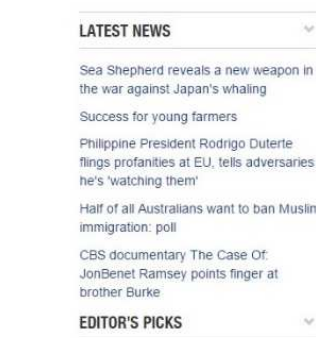 LATEST NEWS
Sea Shepherd reveals a new weapon in
the war against Japan's whaling
Success for young farmers
Philippine President Rodrigo Duterte
flings profanities at EU, tells adversaries
he's 'watching them'
Half of all Australians want to ban Muslin
immigration: poll
CBS documentary The Case Of:
JonBenet Ramsey points finger at
brother Burke
EDITOR'S PICKS